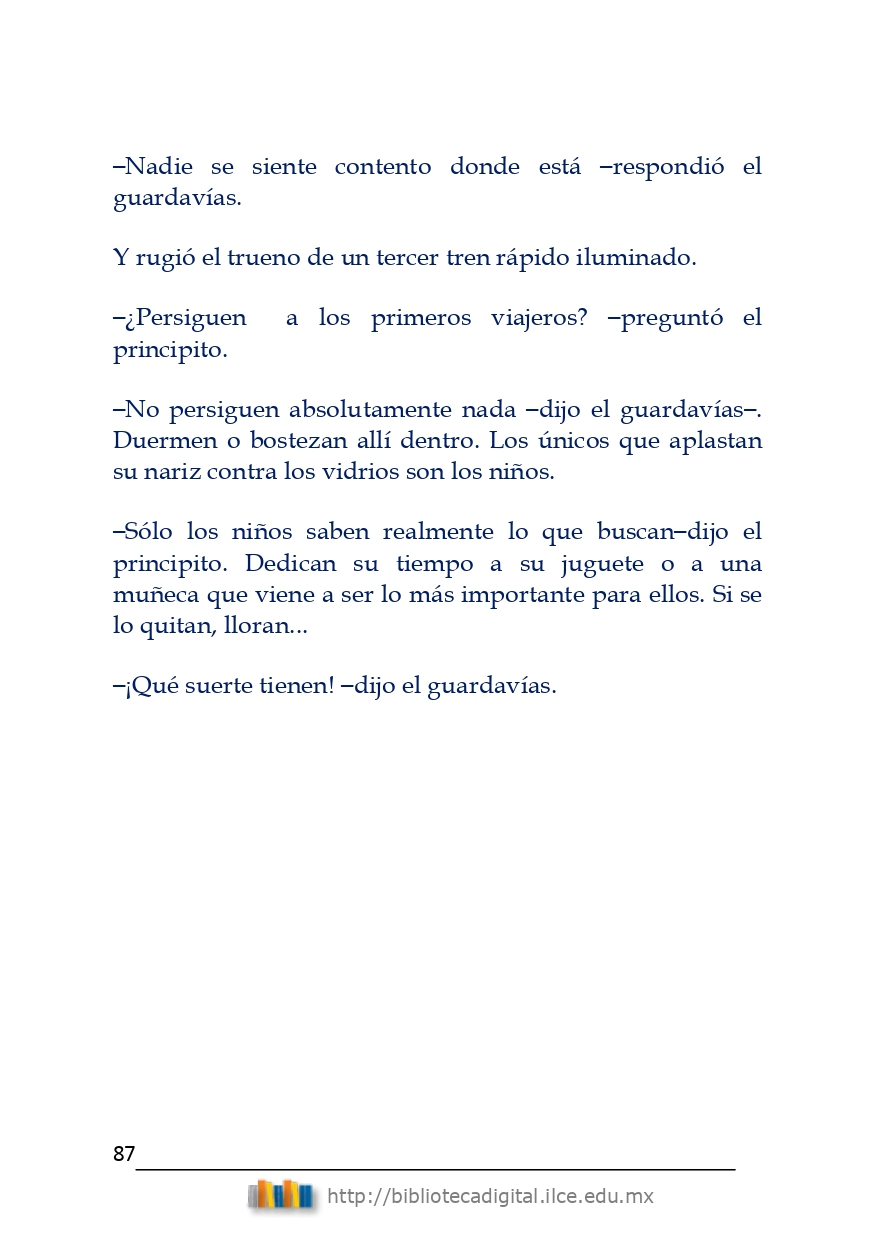 –Nadie se siente contento donde está –respondió el
guardavías.
Y rugió el trueno de un tercer tren rápido iluminado.
–¿Persiguen a los primeros viajeros? –preguntó el
principito.
–No persiguen absolutamente nada –dijo el guardavías–.
Duermen o bostezan allí dentro. Los únicos que aplastan
su nariz contra los vidrios son los niños.
–Sólo los niños saben realmente lo que buscan–dijo el
principito. Dedican su tiempo a su juguete o a una
muñeca que viene a ser lo más importante para ellos. Si se
lo quitan, lloran...
–¡Qué suerte tienen! –dijo el guardavías.
87
http://bibliotecadigital.ilce.edu.mx